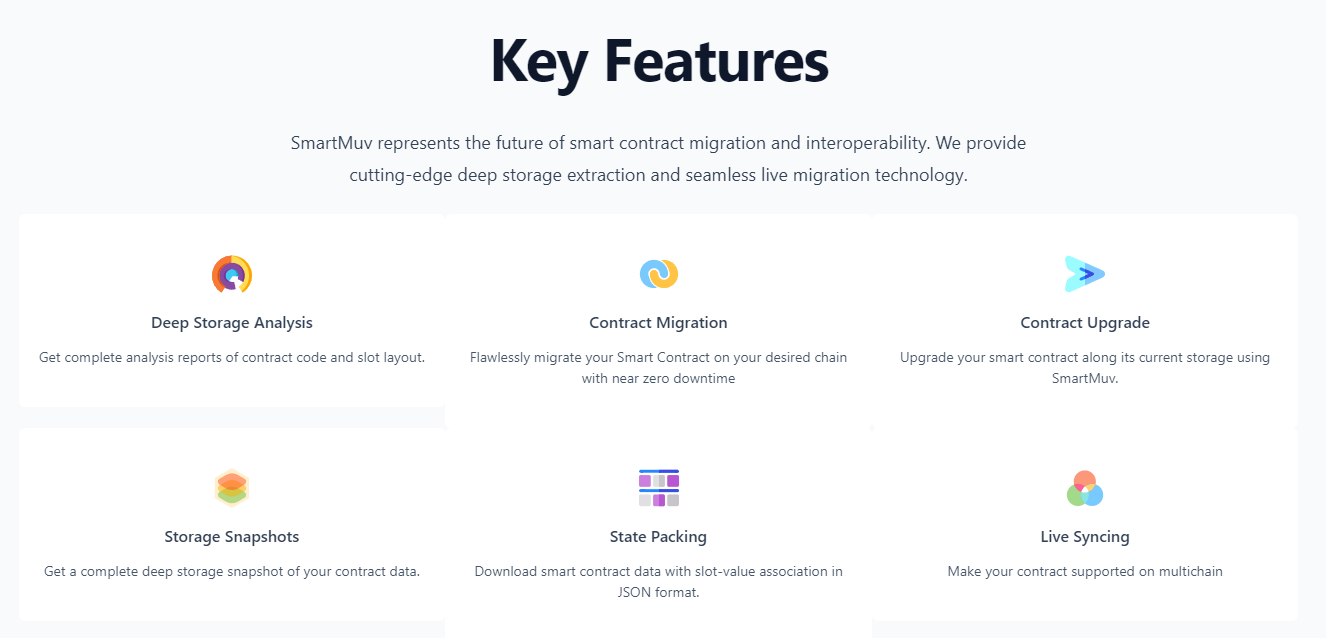 Key Features
SmartMuv represents the future of smart contract migration and interoperability. We provide
cutting-edge deep storage extraction and seamless live migration technology.
Deep Storage Analysis
Get complete analysis reports of contract code and slot layout.
Contract Migration
Flawlessly migrate your Smart Contract on your desired chain
with near zero downtime
Contract Upgrade
Upgrade your smart contract along its current storage using
SmartMuv.
Storage Snapshots
Get a complete deep storage snapshot of your contract data.
State Packing
Download smart contract data with slot-value association in
JSON format.
Live Syncing
Make your contract supported on multichain